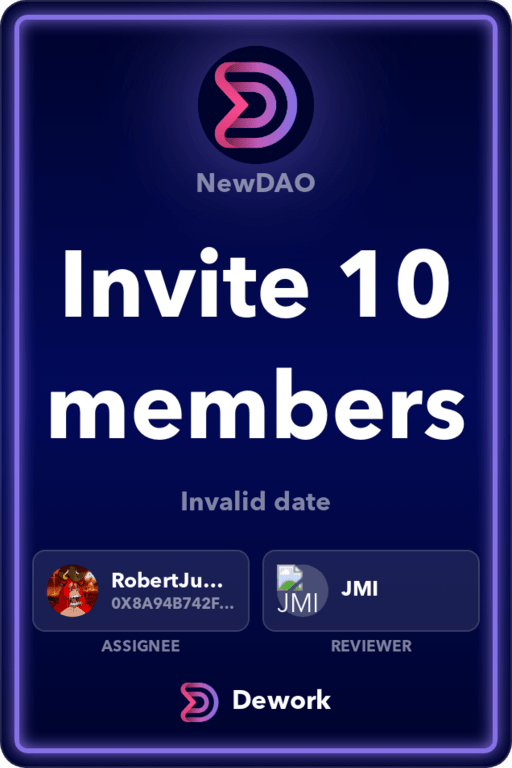 NewDAO
Invite 10
members
Invalid date
RobertJu...
0X8A94B742F...
ASSIGNEE
JMI
JMI
REVIEWER
Dework